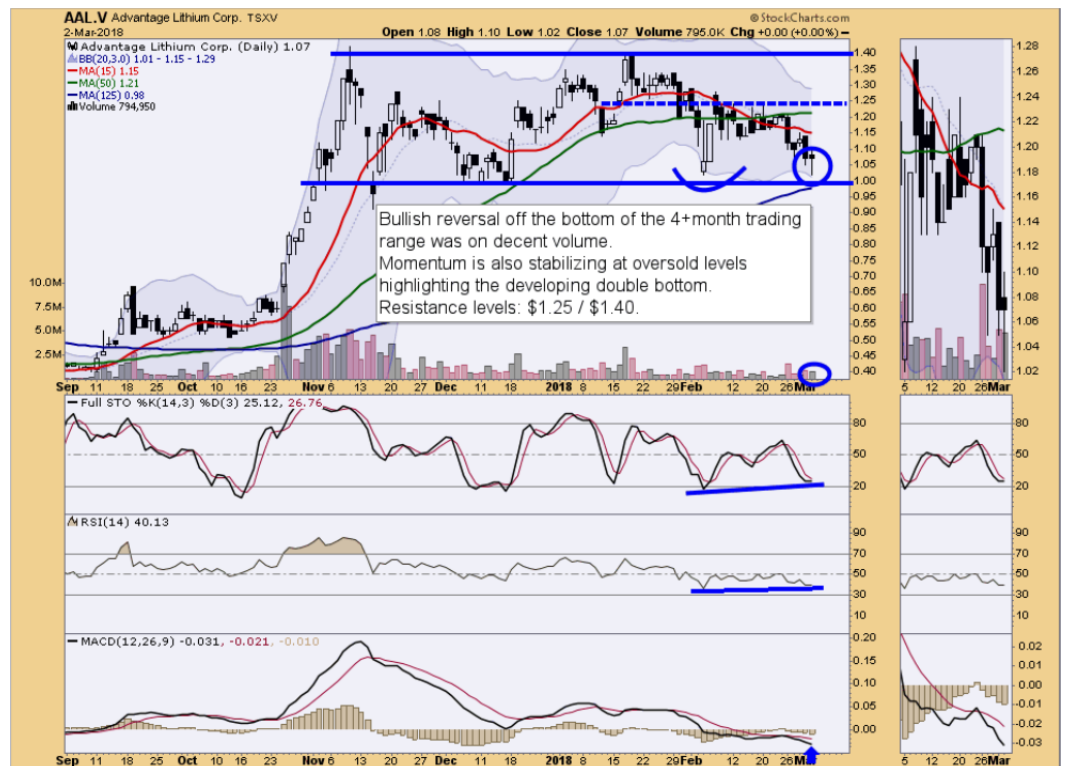 AAL.V Advantage Lithium Corp. TSXV
© StockCharts.com
2-Mar-2018
Open 1.08 High 1.10 Low 1.02 Close 1.07 Volume 795.0K Chg +0.00 (+0.00%)
Advantage Lithium Corp. (Daily) 1.07
BB(20,3.0) 1.01 - 1.15 - 1.29
MA(15) 1.15
MA(50) 1.21
MA(125) 0.98
Volume 794,950
1.40
1.35
1.30
1.25
1.20
1.15
1.10
1.05
1.00
0.95
0.90
0.85
0.80
0.75
0.70
0.65
0.60
0.55
0.50
0.45
0.40
10.0M
7.5M
5.0M
2.5M
Bullish reversal off the bottom of the 4+month trading
range was on decent volume.
Momentum is also stabilizing at oversold levels
highlighting the developing double bottom.
Resistance levels: $1.25 / $1.40.
Sep 11 18 25 Oct 10 16 23 Nov 6 13 20 27 Dec 11 18 2018 8 15 22 Feb 12 20 26 Mar
1.28
1.26
1.24
1.22
1.20
1.18
1.16
1.14
1.12
1.10
1.08
1.06
1.04
1.02
5 12 20 26 Mar
Full STO %K(14,3) %D(3) 25.12, 26.76
80
50
20
80
50
20
RSI(14) 40.13
90
70
50
30
10
90
70
50
30
10
MACD(12,26,9) -0.031, -0.021, -0.010
0.20
0.15
0.10
0.05
0.00
0.02
0.01
0.00
-0.01
-0.02
-0.03
Sep 11 18 25 Oct 10 16 23 Nov 6 13 20 27 Dec 11 18 2018 8 15 22 Feb 12 20 26 Mar
5 12 20 26 Mar